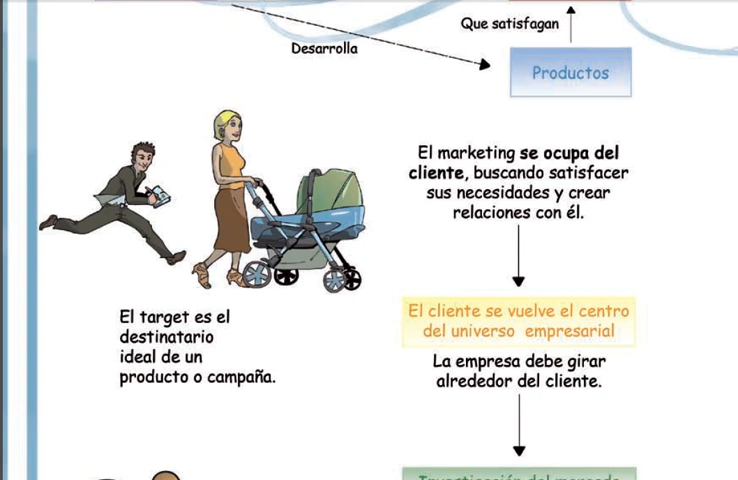 Que satisfagan
Desarrolla
Productos
El marketing se ocupa del
cliente, buscando satisfacer
sus necesidades y crear
relaciones con él.
El target es el
destinatario
ideal de un
producto o campaña.
El cliente se vuelve el centro
del universo empresarial
La empresa debe girar
alrededor del cliente.